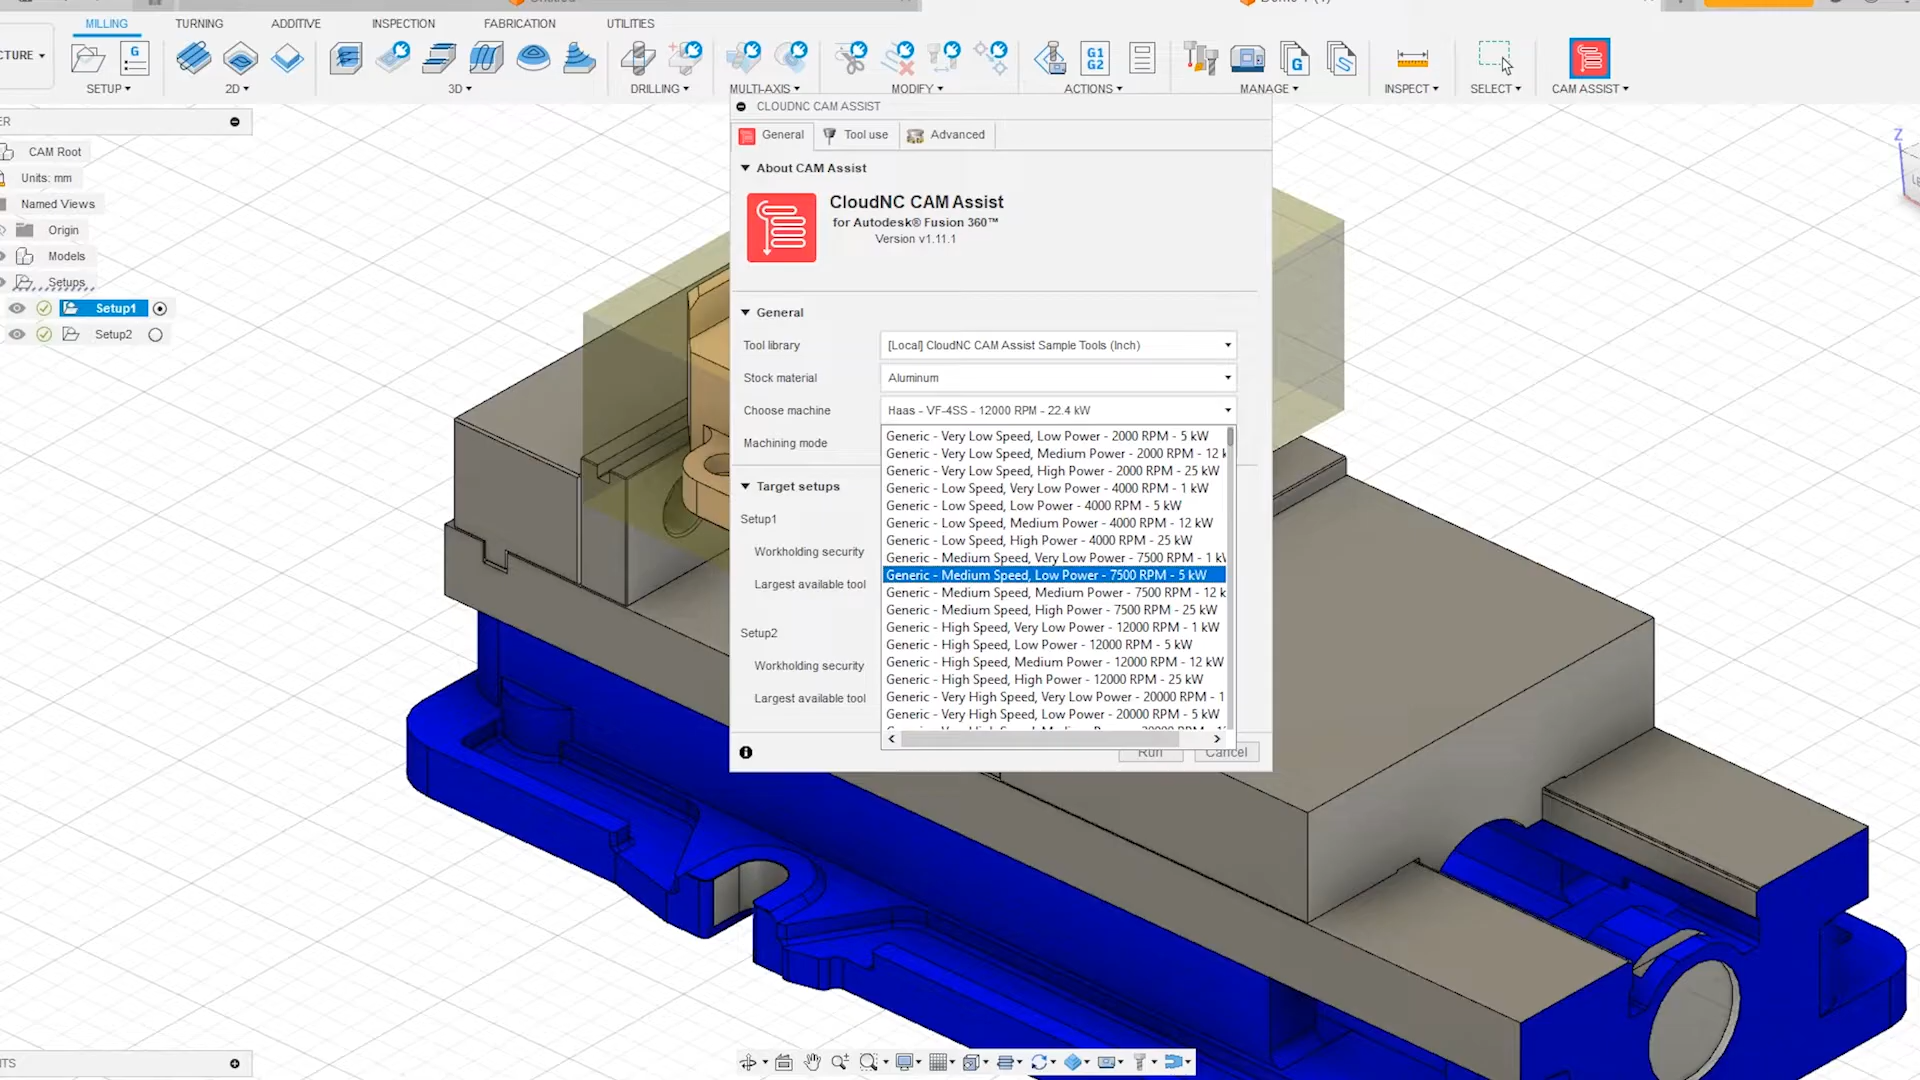 MILLING TURNING ADDITIVE INSPECTION FABRICATION UTILITIES
TURE
G
G1
G2
G
SETUP 2D 3D DRILLING MULTI-AXIS MODIFY ACTIONS MANAGE INSPECT SELECT CAM ASSIST
ER
CAM Root
Units: mm
Named Views
Origin
Models
Setups
Setup1
Setup2
CLOUDNC CAM ASSIST
General Tool use Advanced
About CAM Assist
CloudNC CAM Assist
for Autodesk® Fusion 360™
Version v1.11.1
General
Tool library [Local] CloudNC CAM Assist Sample Tools (Inch)
Stock material Aluminum
Choose machine Haas - VF-4SS - 12000 RPM - 22.4 kW
Machining mode
Generic - Very Low Speed, Low Power - 2000 RPM - 5 kW
Generic - Very Low Speed, Medium Power - 2000 RPM - 12 k
Generic - Very Low Speed, High Power - 2000 RPM - 25 kW
Generic - Low Speed, Very Low Power - 4000 RPM - 1 kW
Generic - Low Speed, Low Power - 4000 RPM - 5 kW
Generic - Low Speed, Medium Power - 4000 RPM - 12 kW
Generic - Low Speed, High Power - 4000 RPM - 25 kW
Generic - Medium Speed, Very Low Power - 7500 RPM - 1 kW
Generic - Medium Speed, Low Power - 7500 RPM - 5 kW
Generic - Medium Speed, Medium Power - 7500 RPM - 12 k
Generic - Medium Speed, High Power - 7500 RPM - 25 kW
Generic - High Speed, Very Low Power - 12000 RPM - 1 kW
Generic - High Speed, Low Power - 12000 RPM - 5 kW
Generic - High Speed, Medium Power - 12000 RPM - 12 kW
Generic - High Speed, High Power - 12000 RPM - 25 kW
Generic - Very High Speed, Very Low Power - 20000 RPM - 1
Generic - Very High Speed, Low Power - 20000 RPM - 5 kW
Target setups
Setup1
Workholding security
Largest available tool
Setup2
Workholding security
Largest available tool
Run Cancel
Z
NTS